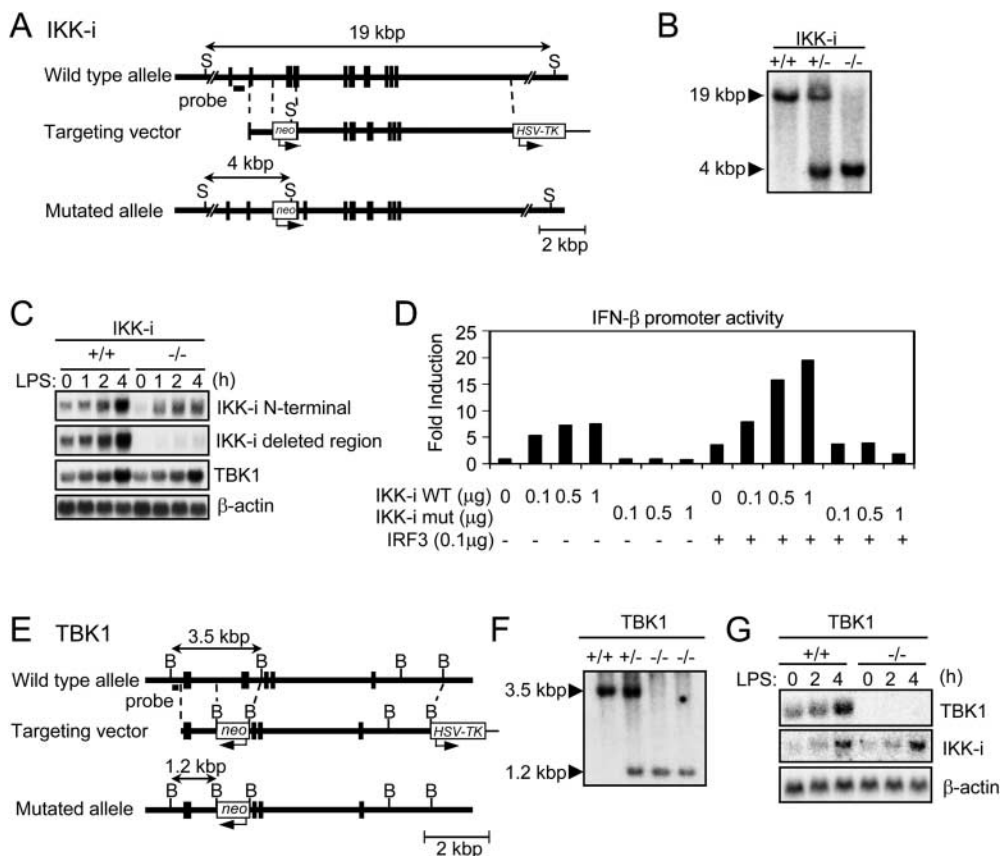 A IKK-i
19 kbp
S S
Wild type allele
probe
S
Targeting vector neo HSV-TK
4 kbp
S S S
Mutated allele neo
2 kbp
B
IKK-i
+/+ +/- -/-
19 kbp
4 kbp
C
IKK-i
+/+ -/-
LPS: 0 1 2 4 0 1 2 4 (h)
IKK-i N-terminal
IKK-i deleted region
TBK1
β-actin
D
IFN-β promoter activity
Fold Induction
25
20
15
10
5
0
IKK-i WT (μg) 0 0.1 0.5 1 0 0.1 0.5 1
IKK-i mut (μg) 0.1 0.5 1 0.1 0.5 1
IRF3 (0.1μg) - - - - - - - + + + + + + +
E TBK1
3.5 kbp
B B B B
Wild type allele
probe
B B B B
Targeting vector neo HSV-TK
1.2 kbp
B B B B B
Mutated allele neo
2 kbp
F
TBK1
+/+ +/- -/- -/-
3.5 kbp
1.2 kbp
G
TBK1
+/+ -/-
LPS: 0 2 4 0 2 4 (h)
TBK1
IKK-i
β-actin